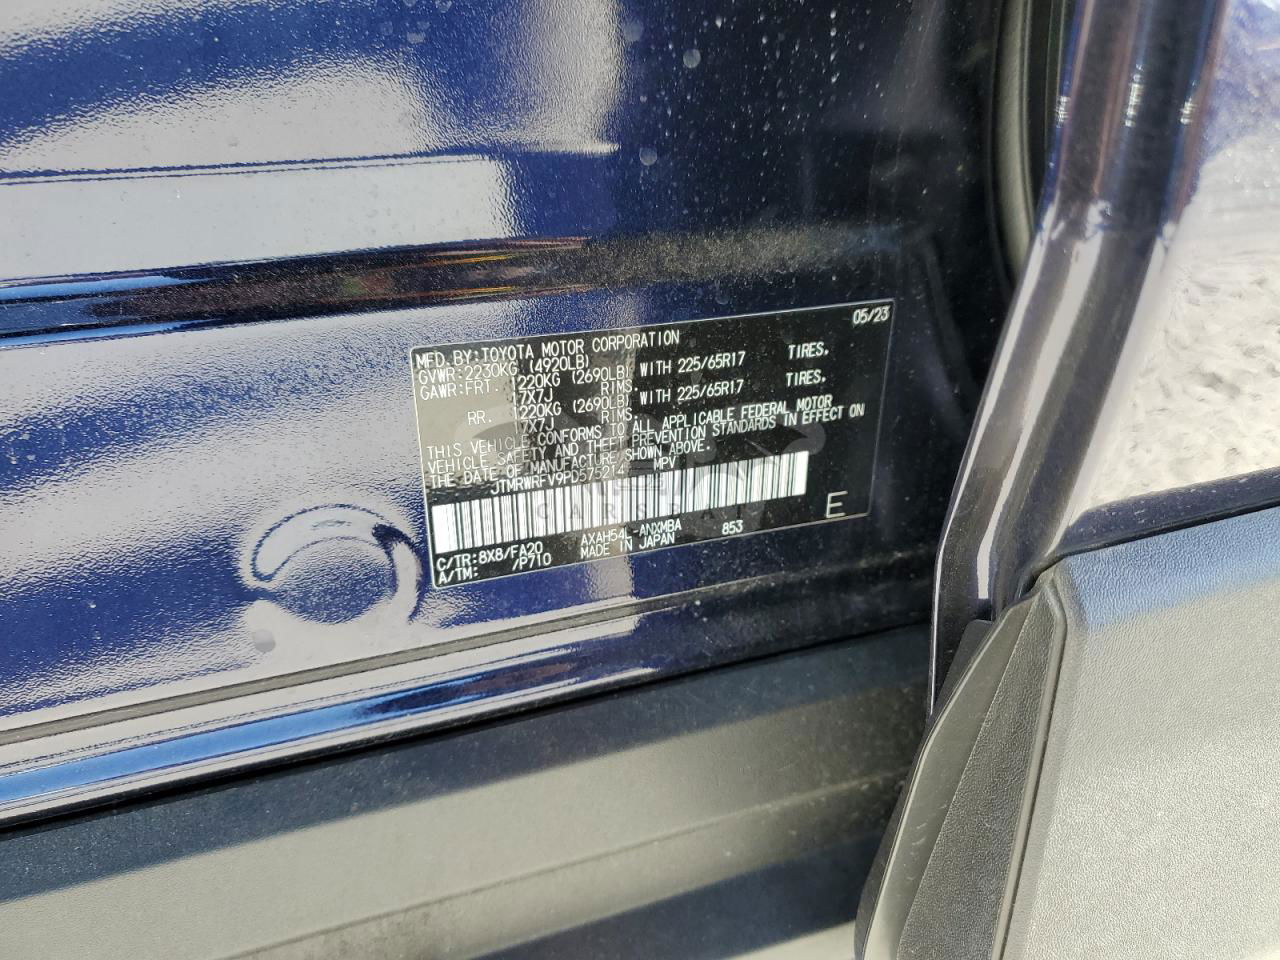 05/23
MFD. BY: TOYOTA MOTOR CORPORATION
GVWR: 2230KG (4920LB)
GAWR: FRT. 1220KG (2690LB) WITH 225/65R17 TIRES.
17X7J RIMS.
RR. 1220KG (2690LB) WITH 225/65R17 TIRES.
17X7J RIMS.
THIS VEHICLE CONFORMS TO ALL APPLICABLE FEDERAL MOTOR
VEHICLE SAFETY AND THEFT PREVENTION STANDARDS IN EFFECT ON
THE DATE OF MANUFACTURE SHOWN ABOVE.
JTMRWRFV9PD575214 MPV
E
C/TR: 8X8/FA20 AXAH54L-ANXMBA 853
A/TM: /P710 MADE IN JAPAN